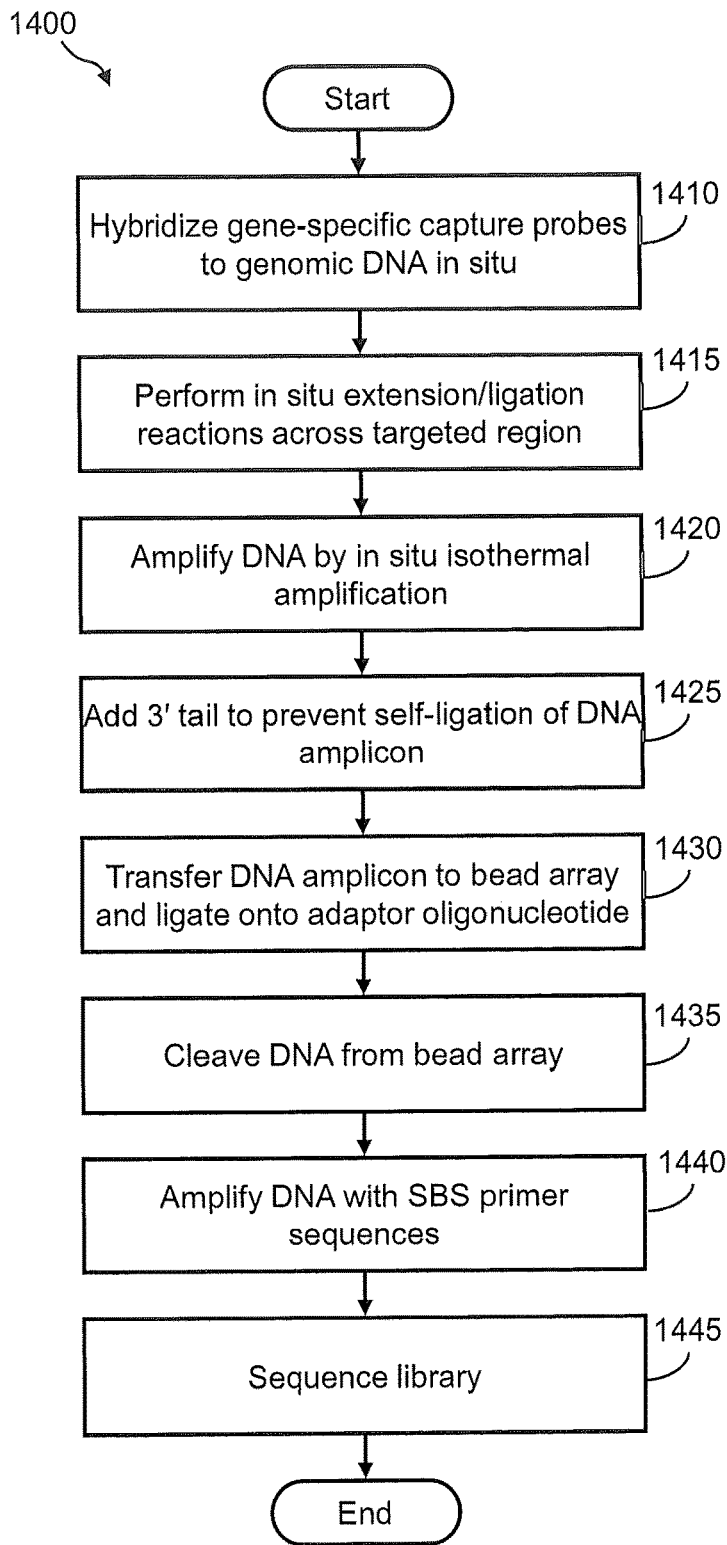 1400
Start
1410
Hybridize gene-specific capture probes
to genomic DNA in situ
1415
Perform in situ extension/ligation
reactions across targeted region
1420
Amplify DNA by in situ isothermal
amplification
1425
Add 3′ tail to prevent self-ligation of DNA
amplicon
1430
Transfer DNA amplicon to bead array
and ligate onto adaptor oligonucleotide
1435
Cleave DNA from bead array
1440
Amplify DNA with SBS primer
sequences
1445
Sequence library
End